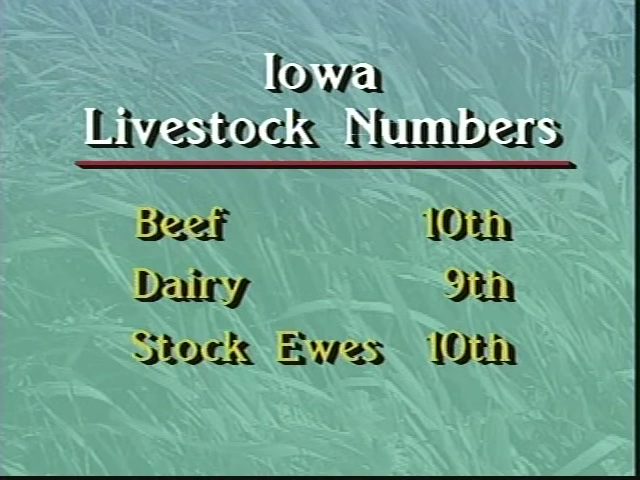 Iowa
Livestock Numbers
Beef 10th
Dairy 9th
Stock Ewes 10th